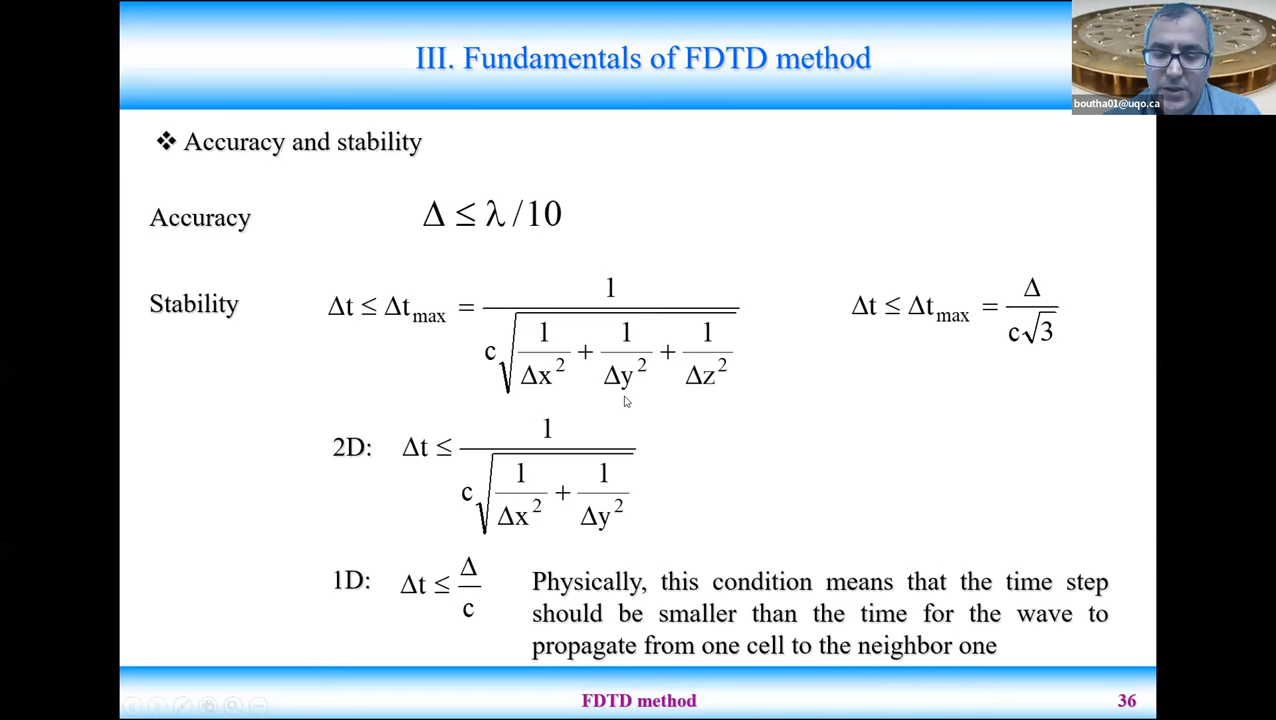 III. Fundamentals of FDTD method
boutha01@uqo.ca
❖ Accuracy and stability
Accuracy Δ ≤ λ/10
Stability Δt ≤ Δt_max = 1 / (c√(1/Δx² + 1/Δy² + 1/Δz²)) Δt ≤ Δt_max = Δ / (c√3)
2D: Δt ≤ 1 / (c√(1/Δx² + 1/Δy²))
1D: Δt ≤ Δ/c
Physically, this condition means that the time step
should be smaller than the time for the wave to
propagate from one cell to the neighbor one
FDTD method
36